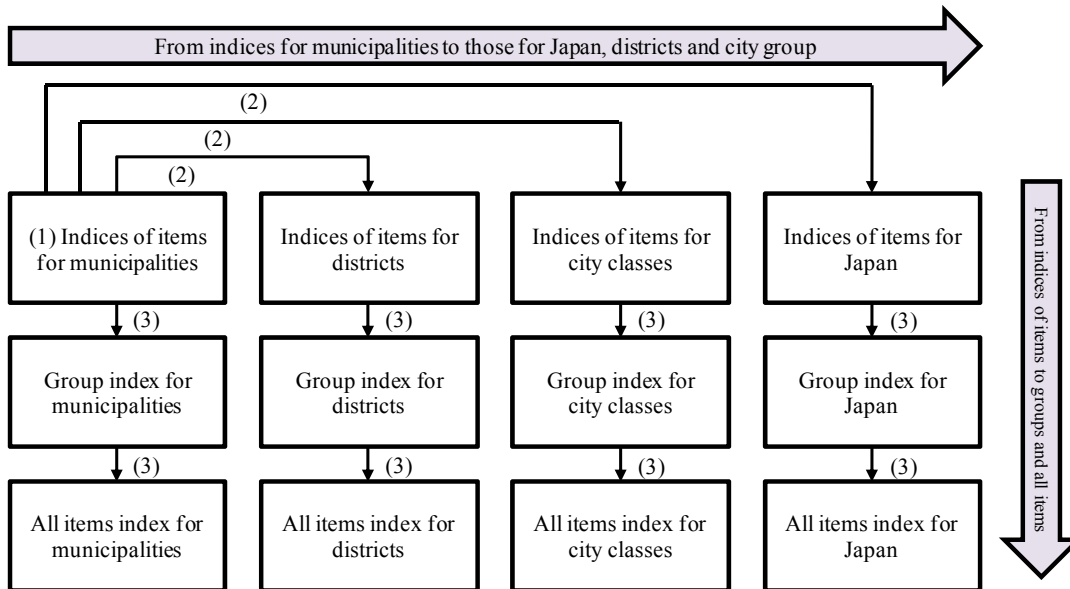 From indices for municipalities to those for Japan, districts and city group
(2)
(2)
(2)
(1) Indices of items
for municipalities
Indices of items for
districts
Indices of items for
city classes
Indices of items for
Japan
From indices of items to groups and all items
(3)
(3)
(3)
(3)
Group index for
municipalities
Group index for
districts
Group index for
city classes
Group index for
Japan
(3)
(3)
(3)
(3)
All items index for
municipalities
All items index for
districts
All items index for
city classes
All items index for
Japan